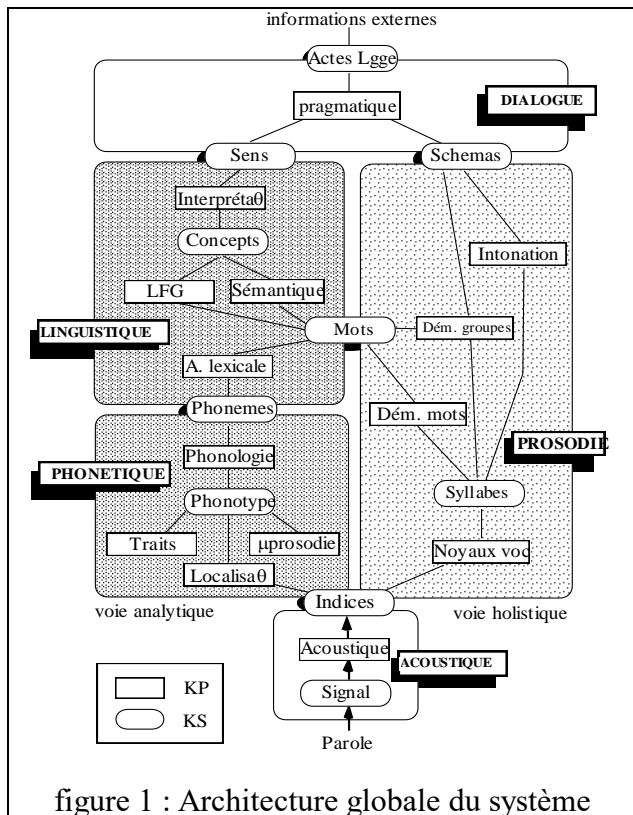 informations externes
Actes Lgge
pragmatique
DIALOGUE
Sens
Schemas
Interprétaθ
Concepts
Intonation
LFG
Sémantique
LINGUISTIQUE
Mots
Dém. groupes
A. lexicale
Phonemes
Dém. mots
Phonologie
PROSODIE
PHONETIQUE
Phonotype
Syllabes
Traits
µprosodie
Noyaux voc
Localisaθ
voie analytique
Indices
voie holistique
Acoustique
ACOUSTIQUE
KP
Signal
KS
Parole
figure 1 : Architecture globale du système